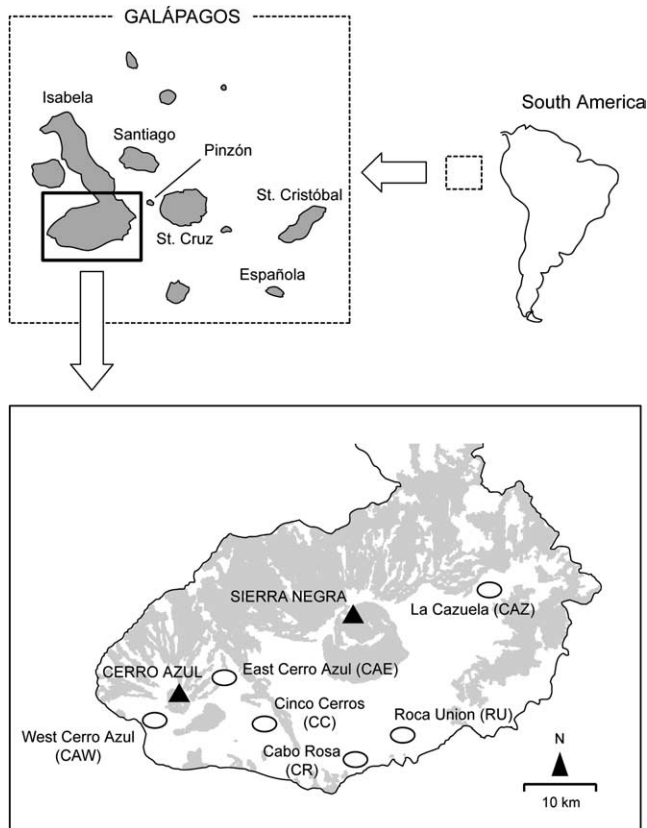 GALÁPAGOS
South America
Isabela
Santiago
Pinzón
St. Cristóbal
St. Cruz
Española
SIERRA NEGRA
La Cazuela (CAZ)
CERRO AZUL
East Cerro Azul (CAE)
Cinco Cerros
(CC)
Roca Union (RU)
West Cerro Azul
(CAW)
Cabo Rosa
(CR)
N
10 km